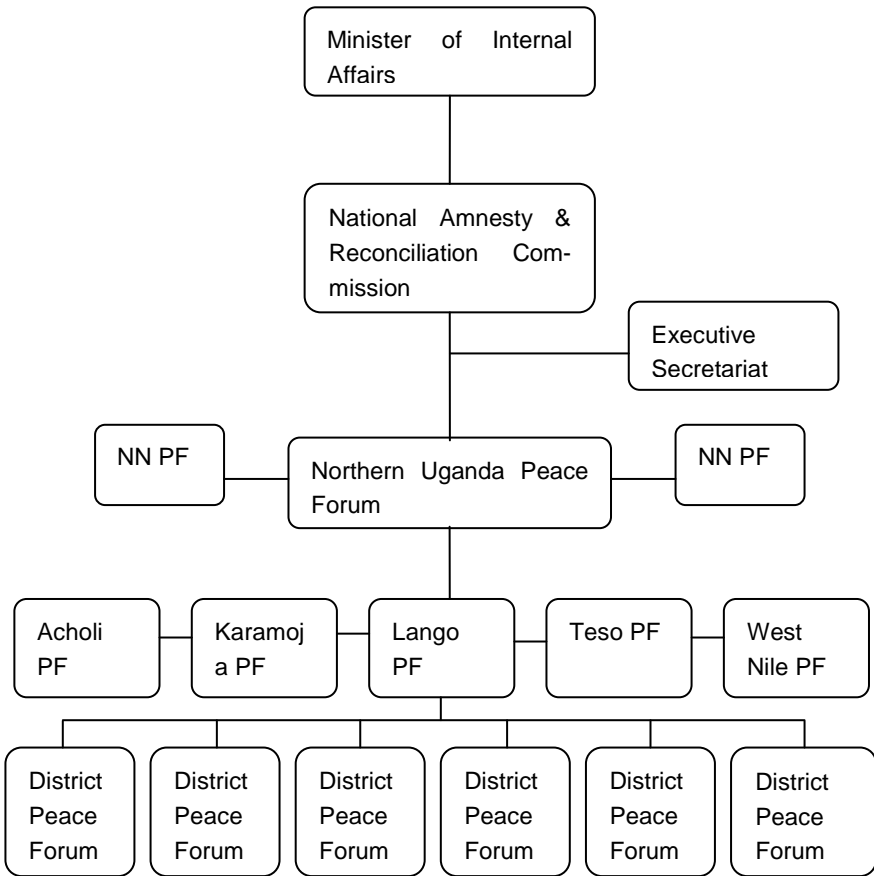 Minister of Internal
Affairs
National Amnesty &
Reconciliation Com-
mission
Executive
Secretariat
NN PF
Northern Uganda Peace
Forum
NN PF
Acholi
PF
Karamoj
a PF
Lango
PF
Teso PF
West
Nile PF
District
Peace
Forum
District
Peace
Forum
District
Peace
Forum
District
Peace
Forum
District
Peace
Forum
District
Peace
Forum